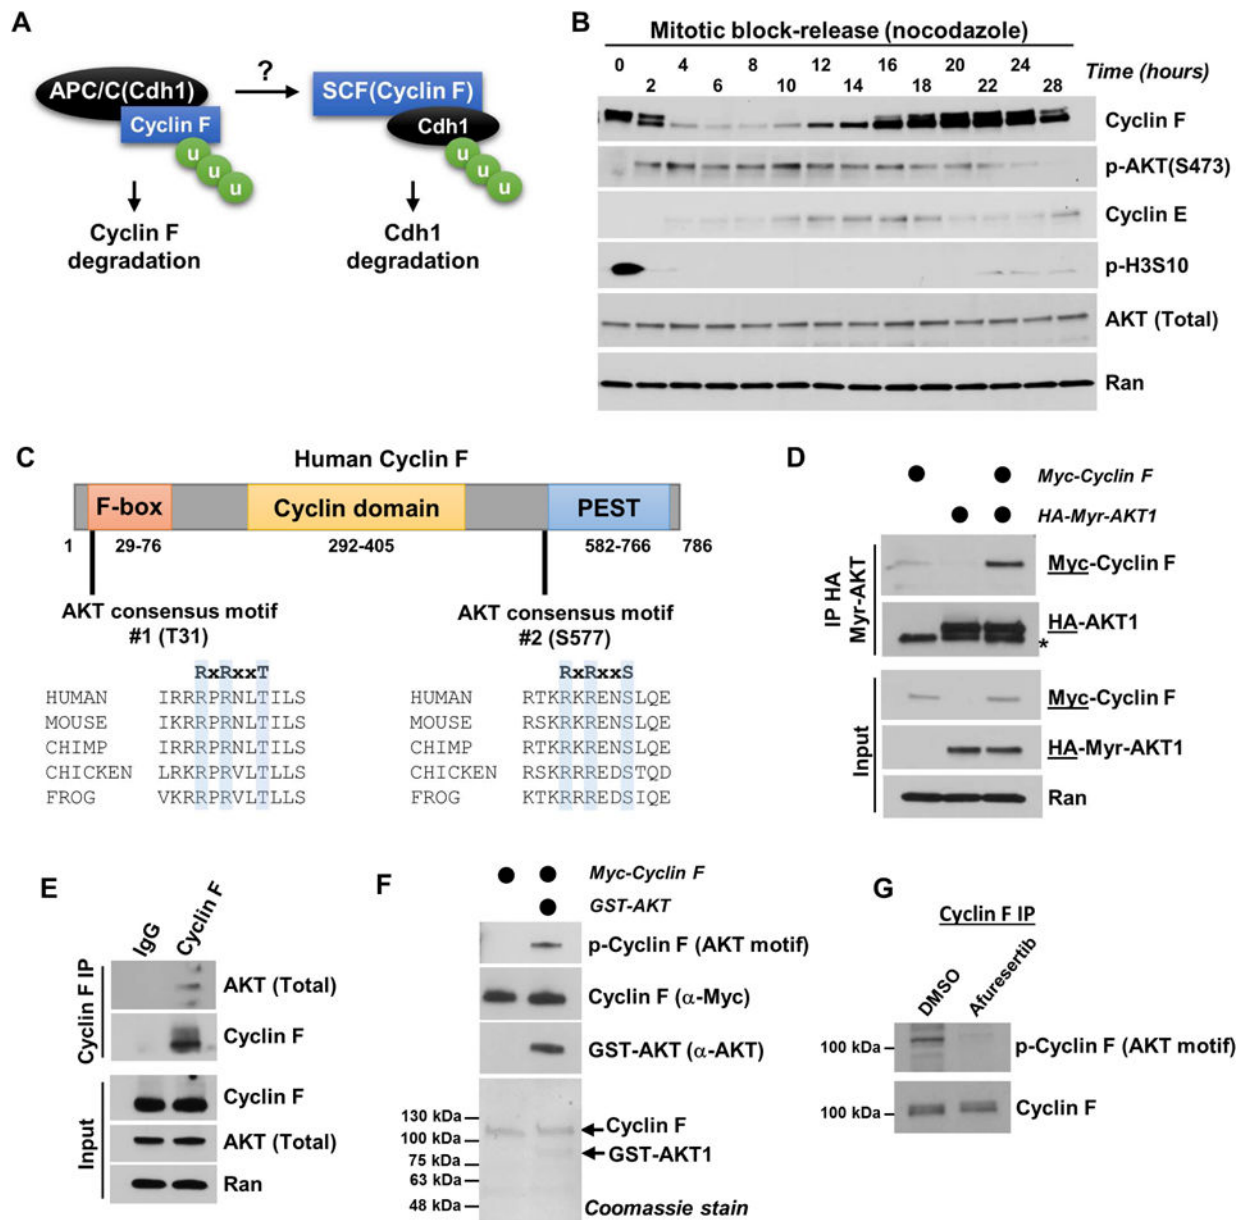 A
APC/C(Cdh1)
Cyclin F
u
u
u
?
SCF(Cyclin F)
Cdh1
u
u
u
Cyclin F
degradation
Cdh1
degradation
B
Mitotic block-release (nocodazole)
0 4 8 12 16 20 24
2 6 10 14 18 22 28
Time (hours)
Cyclin F
p-AKT(S473)
Cyclin E
p-H3S10
AKT (Total)
Ran
C
Human Cyclin F
F-box
Cyclin domain
PEST
1 29-76 292-405 582-766 786
AKT consensus motif
#1 (T31)
RxRxxT
HUMAN IRRRPRNLTILS
MOUSE IKRRPRNLTILS
CHIMP IRRRPRNLTILS
CHICKEN LRKRPRVLTLLS
FROG VKRRPRVLTLLS
AKT consensus motif
#2 (S577)
RxRxxS
HUMAN RTKRKRENSLQE
MOUSE RSKRKRENSLQE
CHIMP RTKRKRENSLQE
CHICKEN RSKRRREDSTQD
FROG KTKRRREDSIQE
D
Myc-Cyclin F
HA-Myr-AKT1
IP HA
Myr-AKT
Myc-Cyclin F
HA-AKT1
*
Input
Myc-Cyclin F
HA-Myr-AKT1
Ran
E
IgG
Cyclin F
Cyclin F IP
AKT (Total)
Cyclin F
Input
Cyclin F
AKT (Total)
Ran
F
Myc-Cyclin F
GST-AKT
p-Cyclin F (AKT motif)
Cyclin F (α-Myc)
GST-AKT (α-AKT)
130 kDa
100 kDa
75 kDa
63 kDa
48 kDa
Cyclin F
GST-AKT1
Coomassie stain
G
Cyclin F IP
DMSO
Afuresertib
100 kDa
p-Cyclin F (AKT motif)
100 kDa
Cyclin F